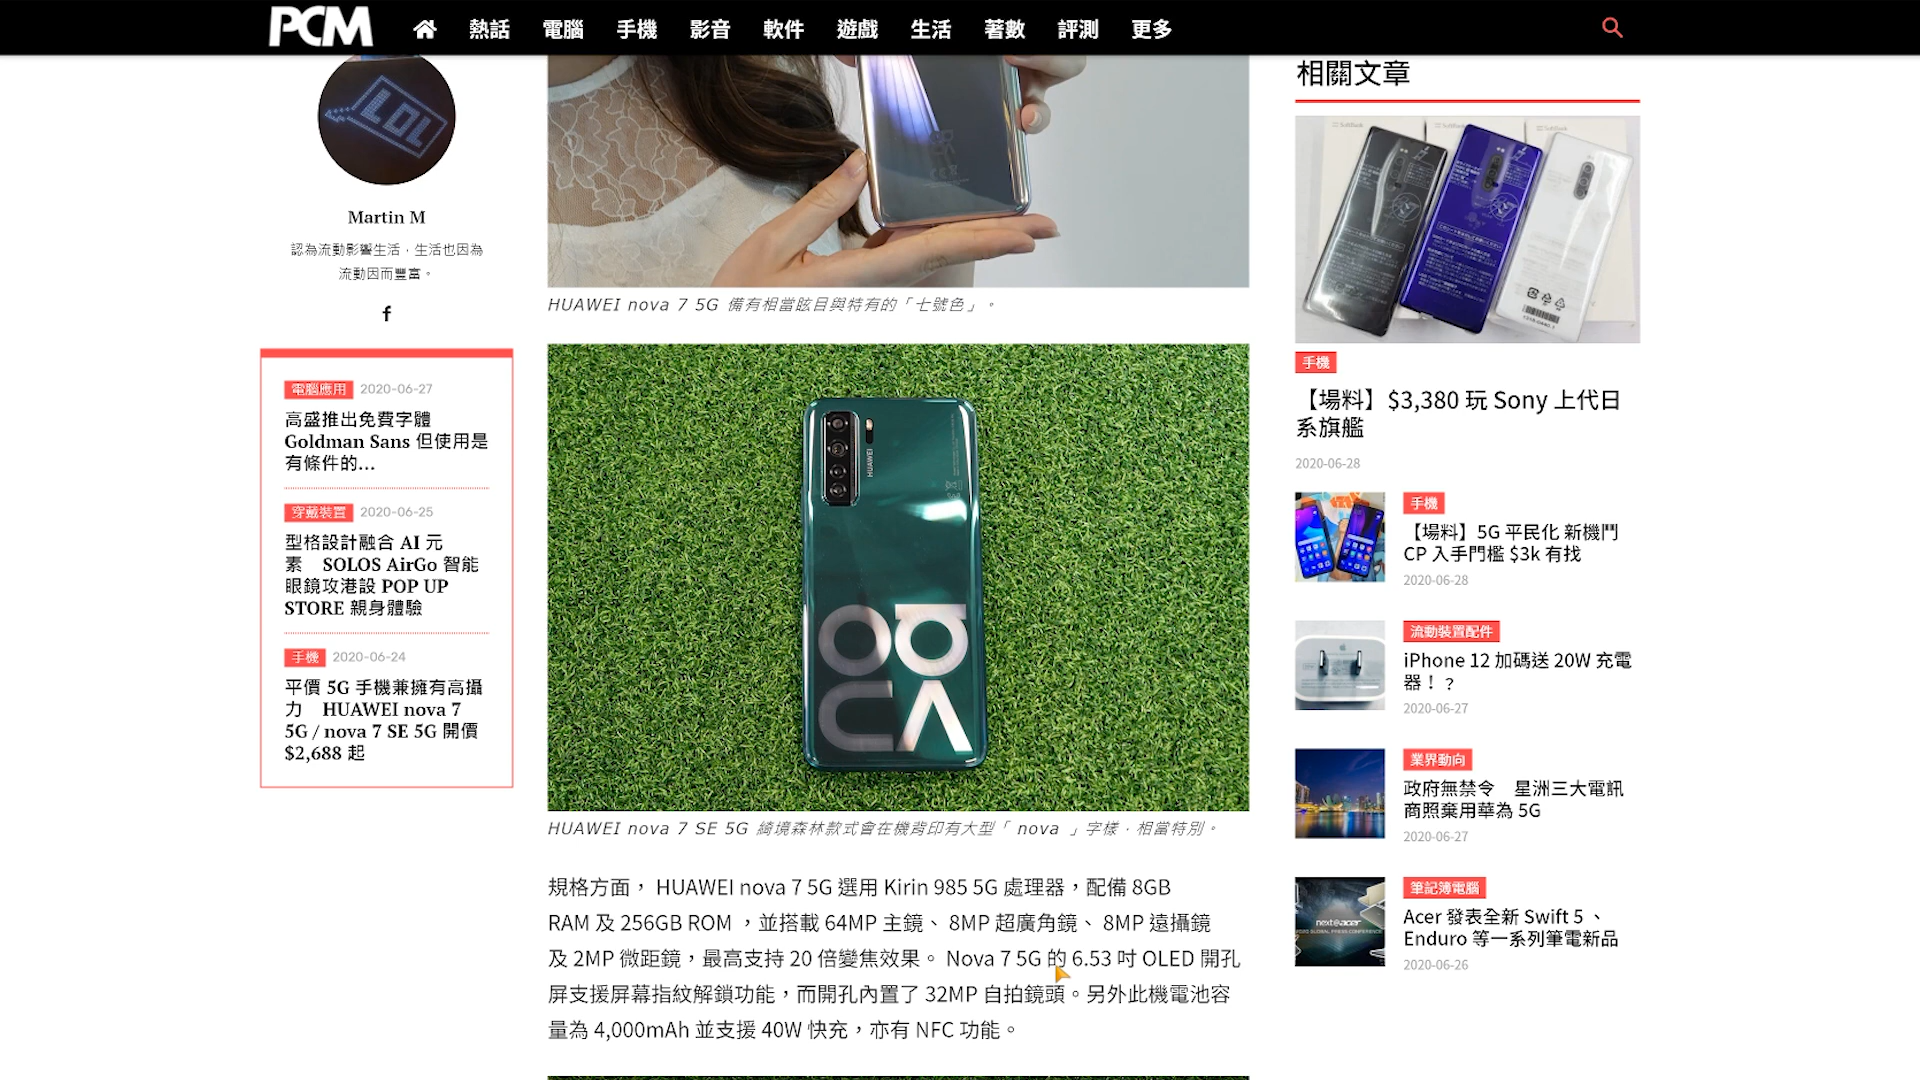 PCM
熱話 電腦 手機 影音 軟件 遊戲 生活 著數 評測 更多
LOL
Martin M
認為流動影響生活，生活也因為
流動因而豐富。
電腦應用 2020-06-27
高盛推出免費字體
Goldman Sans 但使用是
有條件的...
穿戴裝置 2020-06-25
型格設計融合 AI 元
素　SOLOS AirGo 智能
眼鏡攻港設 POP UP
STORE 親身體驗
手機 2020-06-24
平價 5G 手機兼擁有高攝
力　HUAWEI nova 7
5G / nova 7 SE 5G 開價
$2,688 起
HUAWEI nova 7 5G 備有相當眩目與特有的「七號色」。
HUAWEI
nova
HUAWEI nova 7 SE 5G 綺境森林款式會在機背印有大型「 nova 」字樣，相當特別。
規格方面， HUAWEI nova 7 5G 選用 Kirin 985 5G 處理器，配備 8GB
RAM 及 256GB ROM ，並搭載 64MP 主鏡、 8MP 超廣角鏡、 8MP 遠攝鏡
及 2MP 微距鏡，最高支持 20 倍變焦效果。 Nova 7 5G 的 6.53 吋 OLED 開孔
屏支援屏幕指紋解鎖功能，而開孔內置了 32MP 自拍鏡頭。另外此機電池容
量為 4,000mAh 並支援 40W 快充，亦有 NFC 功能。
相關文章
SoftBank
手機
【場料】$3,380 玩 Sony 上代日
系旗艦
2020-06-28
手機
【場料】5G 平民化 新機鬥
CP 入手門檻 $3k 有找
2020-06-28
流動裝置配件
iPhone 12 加碼送 20W 充電
器！？
2020-06-27
業界動向
政府無禁令　星洲三大電訊
商照棄用華為 5G
2020-06-27
next@acer
2020 GLOBAL PRESS CONFERENCE
筆記簿電腦
Acer 發表全新 Swift 5 、
Enduro 等一系列筆電新品
2020-06-26